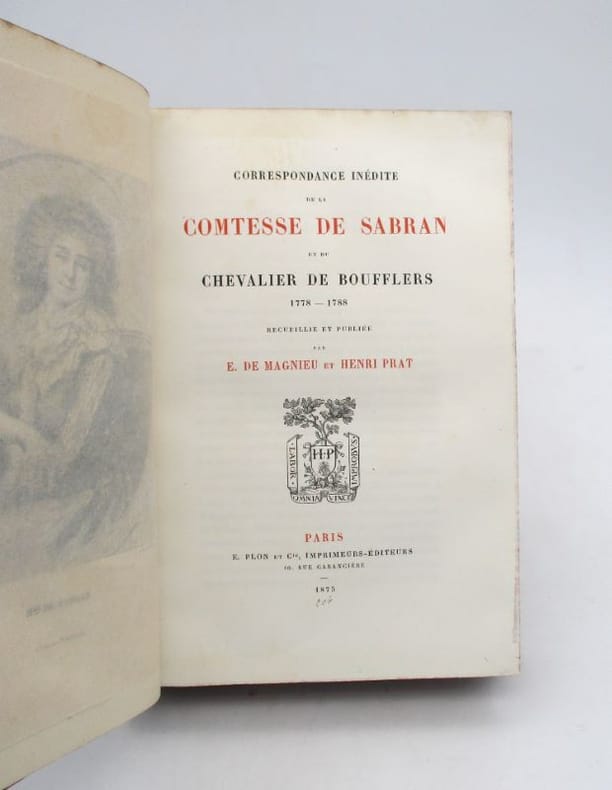 CORRESPONDANCE INÉDITE
DE LA
COMTESSE DE SABRAN
ET DU
CHEVALIER DE BOUFFLERS
1778 — 1788
RECUEILLIE ET PUBLIÉE
PAR
E. DE MAGNIEU ET HENRI PRAT
H·P
LABOR
OMNIA VINCIT
PARIS
E. PLON ET Cie, IMPRIMEURS-ÉDITEURS
10, RUE GARANCIÈRE
1875